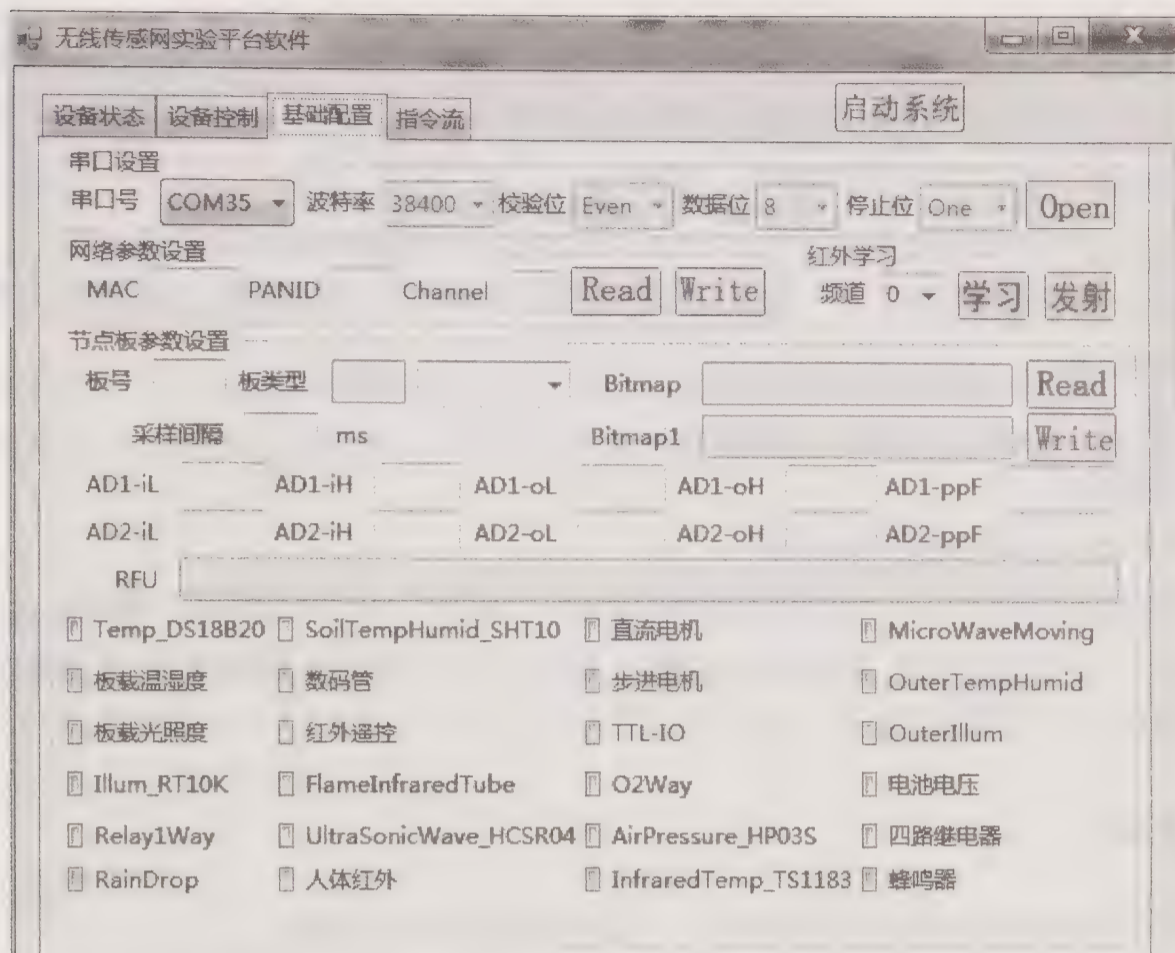 无线传感网实验平台软件
设备状态 设备控制 基础配置 指令流 启动系统
串口设置
串口号 COM35 波特率 38400 校验位 Even 数据位 8 停止位 One Open
网络参数设置 红外学习
MAC PANID Channel Read Write 频道 0 学习 发射
节点板参数设置
板号 板类型 Bitmap Read
采样间隔 ms Bitmap1 Write
AD1-iL AD1-iH AD1-oL AD1-oH AD1-ppF
AD2-iL AD2-iH AD2-oL AD2-oH AD2-ppF
RFU
Temp_DS18B20 SoilTempHumid_SHT10 直流电机 MicroWaveMoving
板载温湿度 数码管 步进电机 OuterTempHumid
板载光照度 红外遥控 TTL-IO OuterIllum
Illum_RT10K FlameInfraredTube O2Way 电池电压
Relay1Way UltraSonicWave_HCSR04 AirPressure_HP03S 四路继电器
RainDrop 人体红外 InfraredTemp_TS1183 蜂鸣器